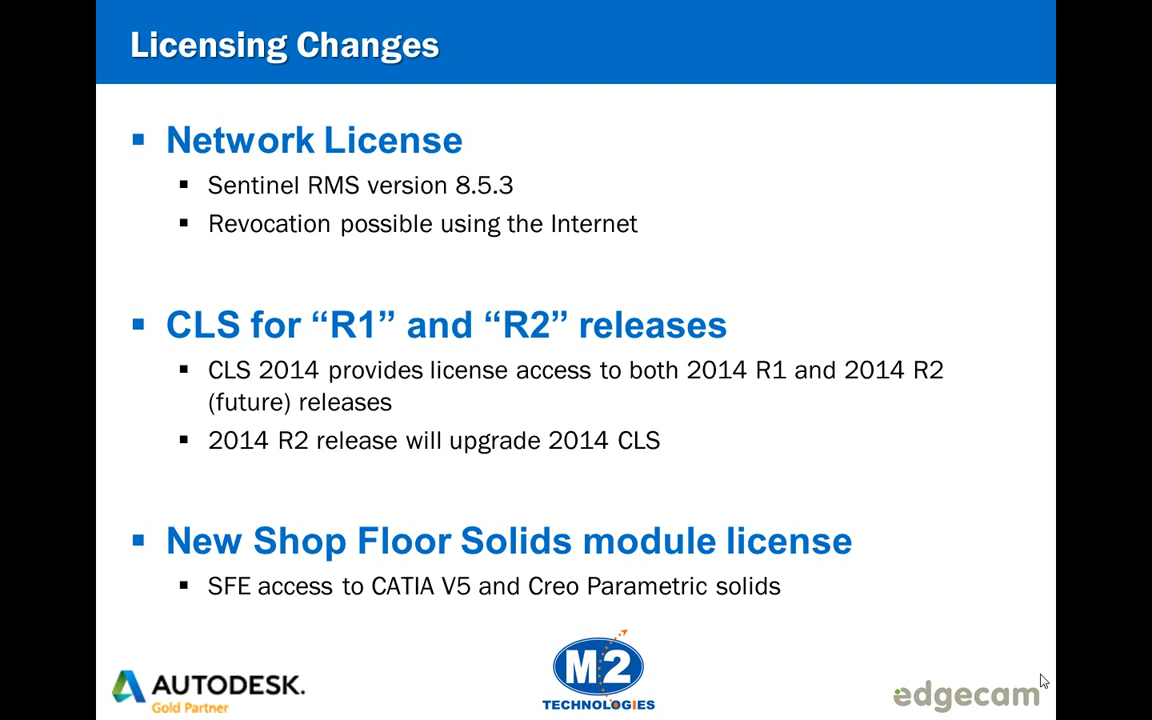 Licensing Changes
▪ Network License
▪ Sentinel RMS version 8.5.3
▪ Revocation possible using the Internet
▪ CLS for “R1” and “R2” releases
▪ CLS 2014 provides license access to both 2014 R1 and 2014 R2
(future) releases
▪ 2014 R2 release will upgrade 2014 CLS
▪ New Shop Floor Solids module license
▪ SFE access to CATIA V5 and Creo Parametric solids
AUTODESK.
Gold Partner
M2
TECHNOLOGIES
edgecam